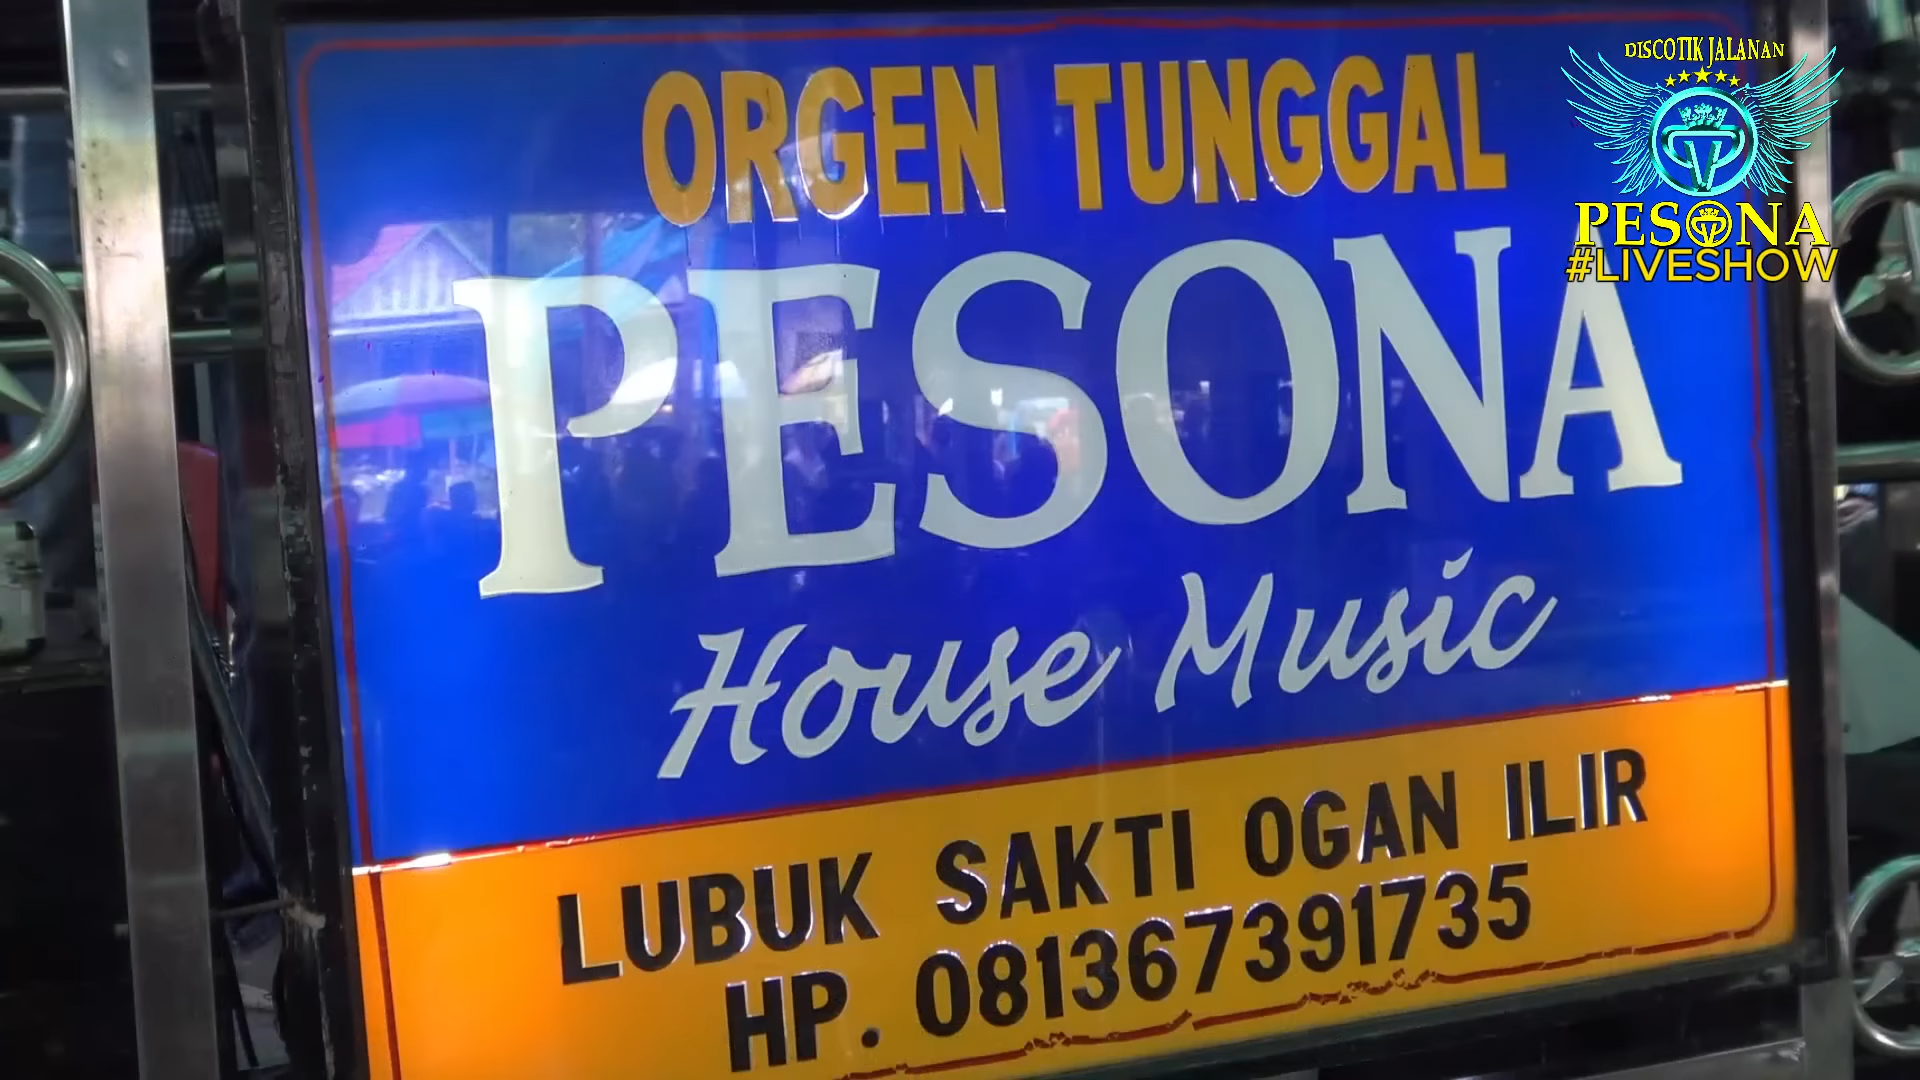 ORGEN TUNGGAL
PESONA
House Music
LUBUK SAKTI OGAN ILIR
HP. 081367391735
DISCOTIK JALANAN
PESONA
#LIVESHOW